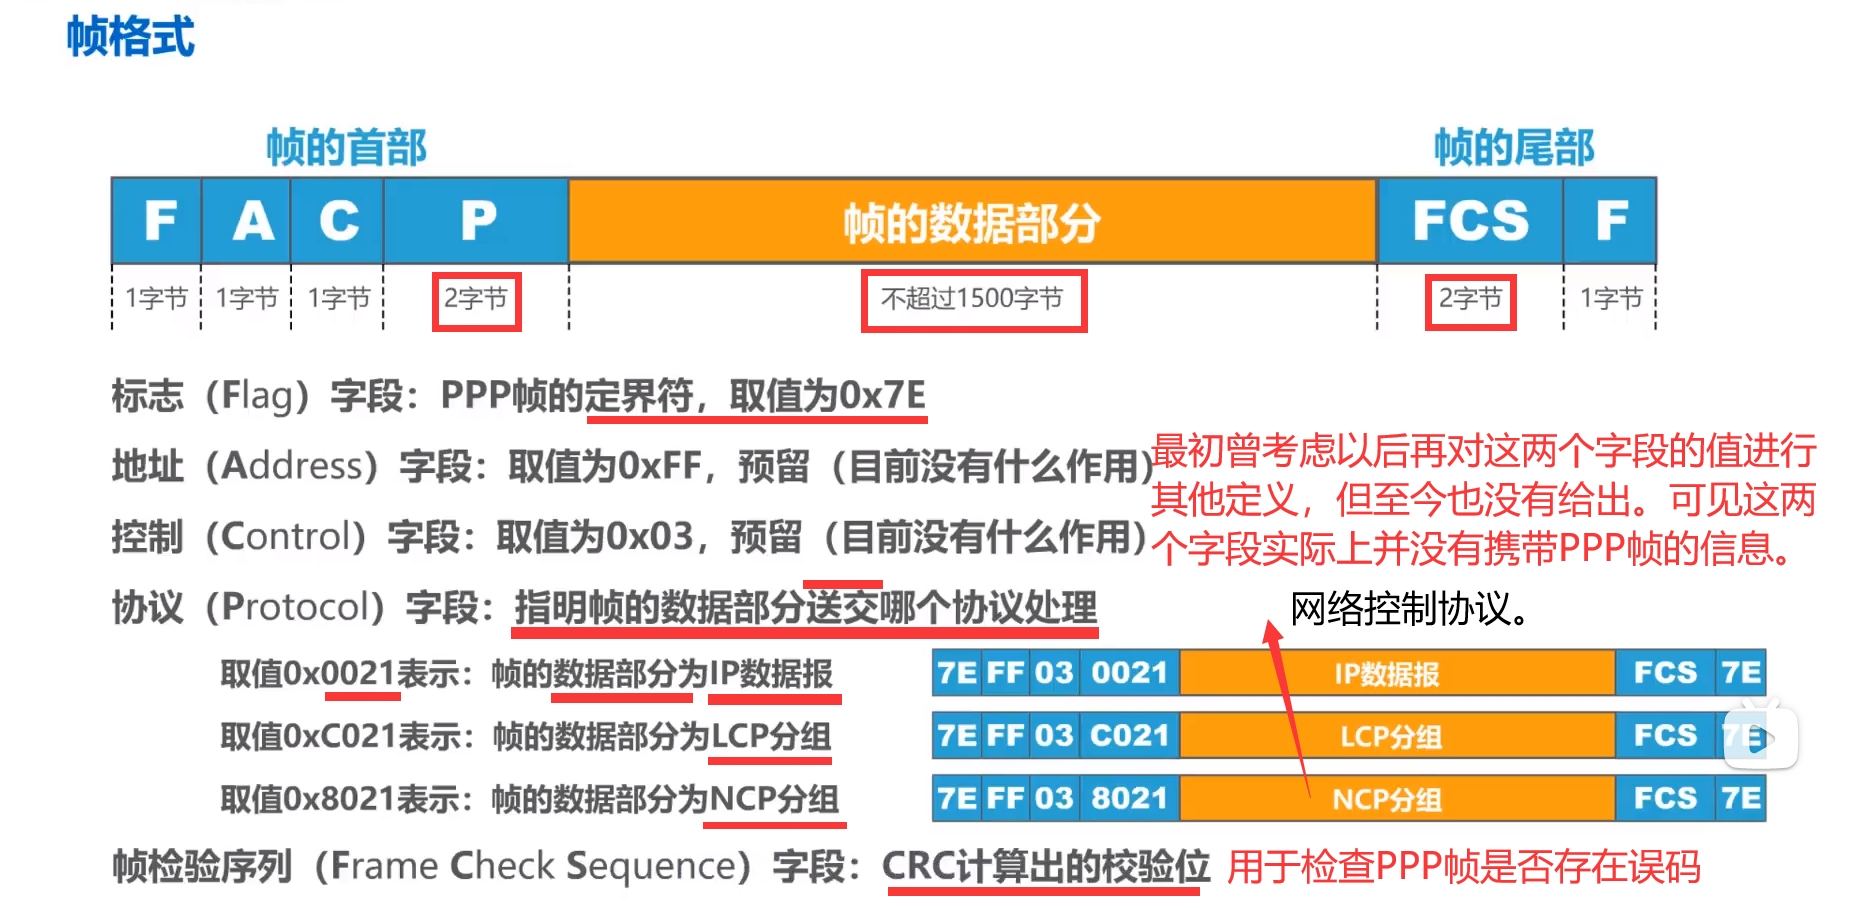 帧格式
帧的首部
帧的尾部
F A C P 帧的数据部分 FCS F
1字节 1字节 1字节 2字节 不超过1500字节 2字节 1字节
标志（Flag）字段：PPP帧的定界符，取值为0x7E
地址（Address）字段：取值为0xFF，预留（目前没有什么作用）
控制（Control）字段：取值为0x03，预留（目前没有什么作用）
最初曾考虑以后再对这两个字段的值进行
其他定义，但至今也没有给出。可见这两
个字段实际上并没有携带PPP帧的信息。
协议（Protocol）字段：指明帧的数据部分送交哪个协议处理
网络控制协议。
取值0x0021表示：帧的数据部分为IP数据报
7E FF 03 0021 IP数据报 FCS 7E
取值0xC021表示：帧的数据部分为LCP分组
7E FF 03 C021 LCP分组 FCS 7E
取值0x8021表示：帧的数据部分为NCP分组
7E FF 03 8021 NCP分组 FCS 7E
帧检验序列（Frame Check Sequence）字段：CRC计算出的校验位
用于检查PPP帧是否存在误码